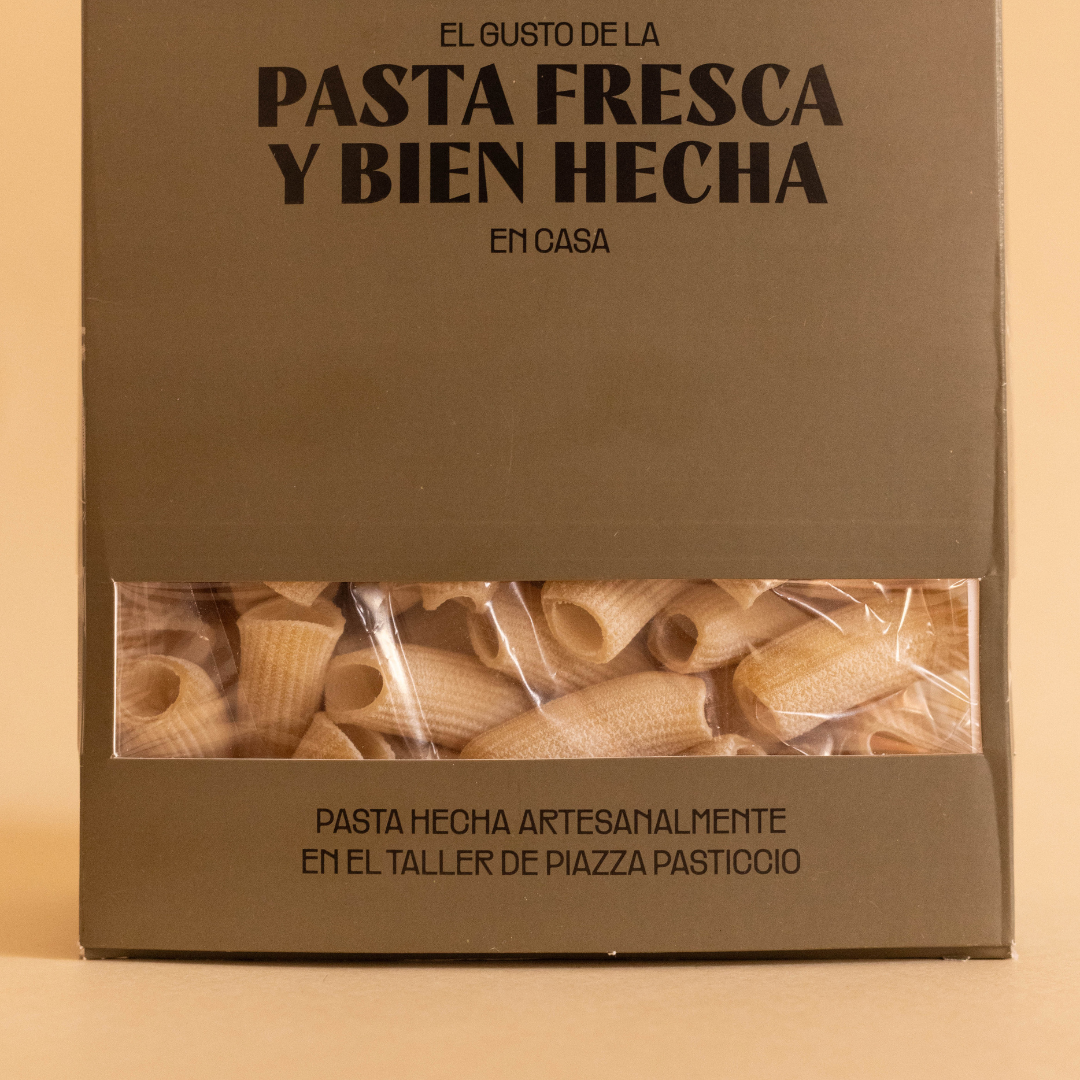 EL GUSTO DE LA
PASTA FRESCA
Y BIEN HECHA
EN CASA
PASTA HECHA ARTESANALMENTE
EN EL TALLER DE PIAZZA PASTICCIO